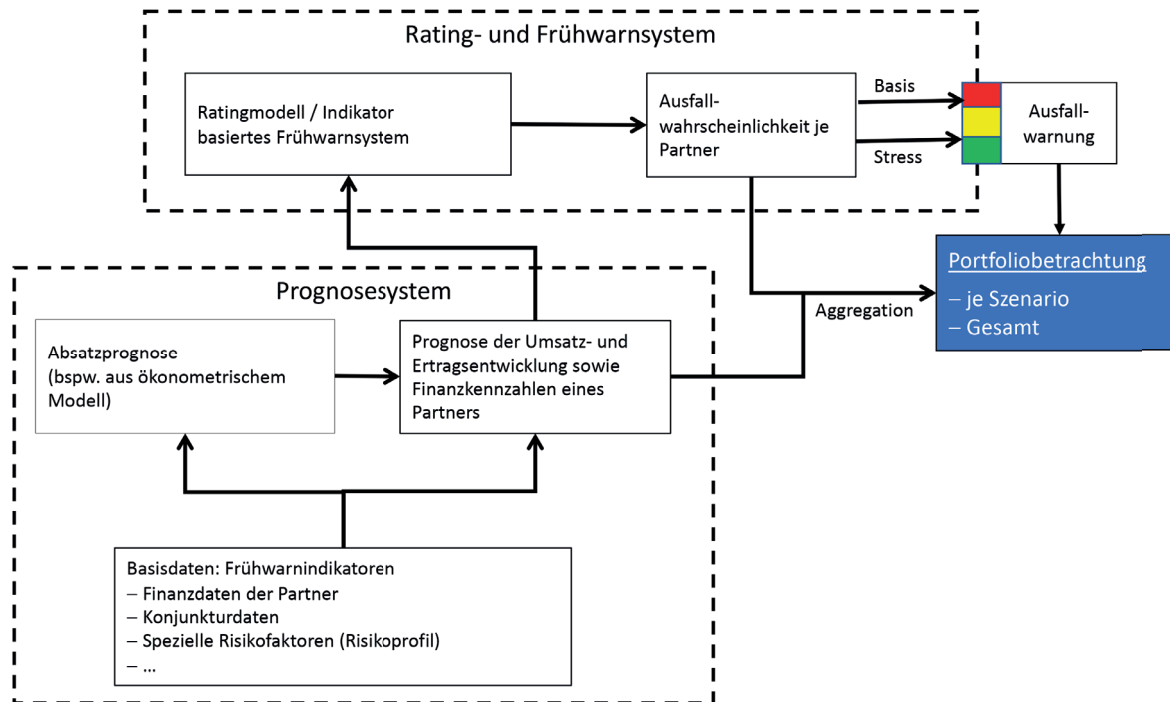 Rating- und Frühwarnsystem
Ratingmodell / Indikator
basiertes Frühwarnsystem
Ausfall-
wahrscheinlichkeit je
Partner
Basis
Stress
Ausfall-
warnung
Portfoliobetrachtung
– je Szenario
– Gesamt
Aggregation
Prognosesystem
Absatzprognose
(bspw. aus ökonometrischem
Modell)
Prognose der Umsatz- und
Ertragsentwicklung sowie
Finanzkennzahlen eines
Partners
Basisdaten: Frühwarnindikatoren
– Finanzdaten der Partner
– Konjunkturdaten
– Spezielle Risikofaktoren (Risikoprofil)
– ...